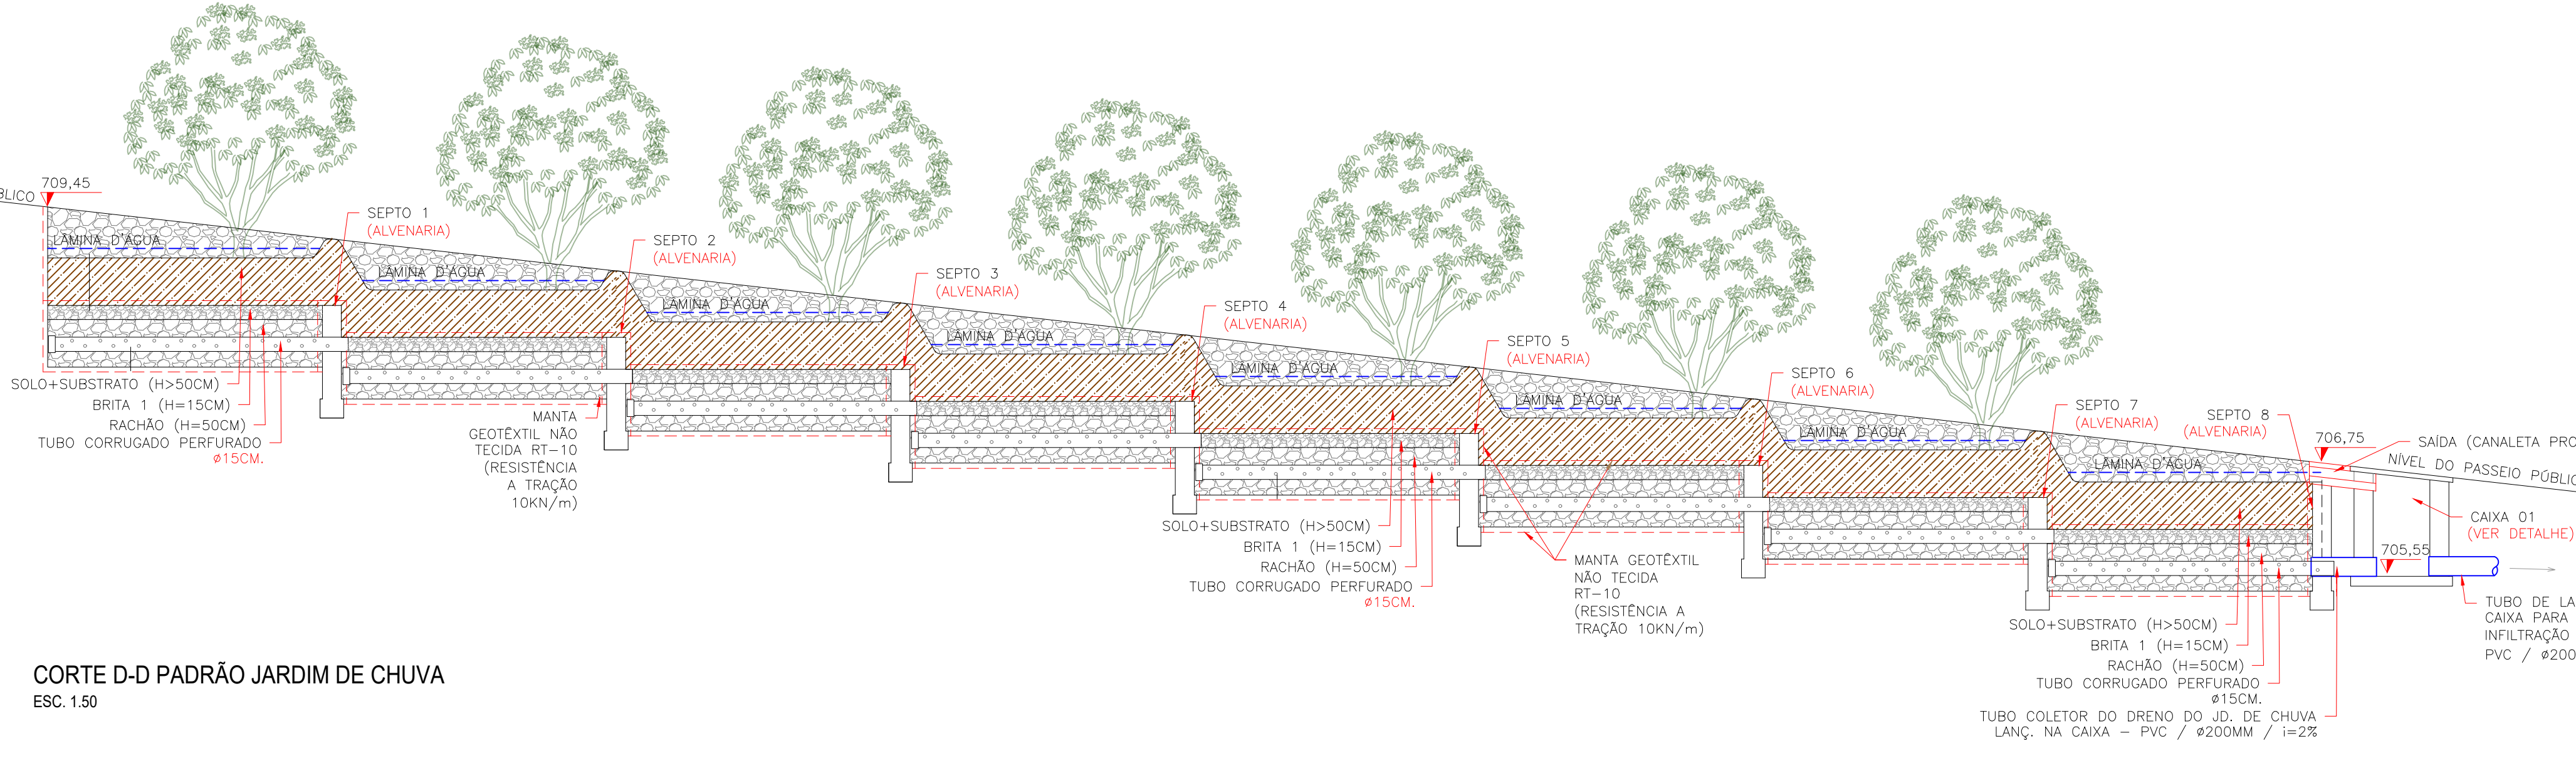 709,45
LÂMINA D'ÁGUA
SEPTO 1
(ALVENARIA)
LÂMINA D'ÁGUA
SEPTO 2
(ALVENARIA)
LÂMINA D'ÁGUA
SEPTO 3
(ALVENARIA)
LÂMINA D'ÁGUA
SEPTO 4
(ALVENARIA)
LÂMINA D'ÁGUA
SEPTO 5
(ALVENARIA)
LÂMINA D'ÁGUA
SEPTO 6
(ALVENARIA)
LÂMINA D'ÁGUA
SEPTO 7
(ALVENARIA)
LÂMINA D'ÁGUA
SEPTO 8
(ALVENARIA)
706,75
SAÍDA (CANALETA
NÍVEL DO PASSEIO
CAIXA 01
(VER DETALHE)
705,55
SOLO+SUBSTRATO (H>50CM)
BRITA 1 (H=15CM)
RACHÃO (H=50CM)
TUBO CORRUGADO PERFURADO
ø15CM.
MANTA
GEOTÊXTIL NÃO
TECIDA RT-10
(RESISTÊNCIA
A TRAÇÃO
10KN/m)
SOLO+SUBSTRATO (H>50CM)
BRITA 1 (H=15CM)
RACHÃO (H=50CM)
TUBO CORRUGADO PERFURADO
ø15CM.
MANTA GEOTÊXTIL
NÃO TECIDA
RT-10
(RESISTÊNCIA A
TRAÇÃO 10KN/m)
SOLO+SUBSTRATO (H>50CM)
BRITA 1 (H=15CM)
RACHÃO (H=50CM)
TUBO CORRUGADO PERFURADO
ø15CM.
TUBO COLETOR DO DRENO DO JD. DE CHUVA
LANÇ. NA CAIXA – PVC / ø200MM / i=2%
TUBO DE
CAIXA PARA
INFILTRAÇÃO
PVC / ø200
CORTE D-D PADRÃO JARDIM DE CHUVA
ESC. 1.50